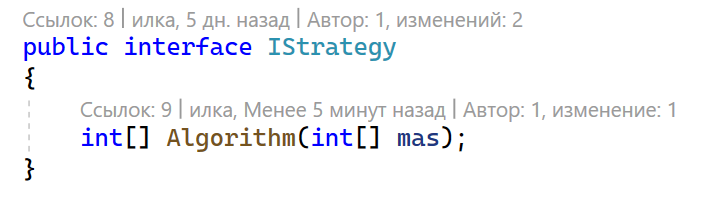 Ссылок: 8 | илка, 5 дн. назад | Автор: 1, изменений: 2
public interface IStrategy
{
Ссылок: 9 | илка, Менее 5 минут назад | Автор: 1, изменение: 1
int[] Algorithm(int[] mas);
}